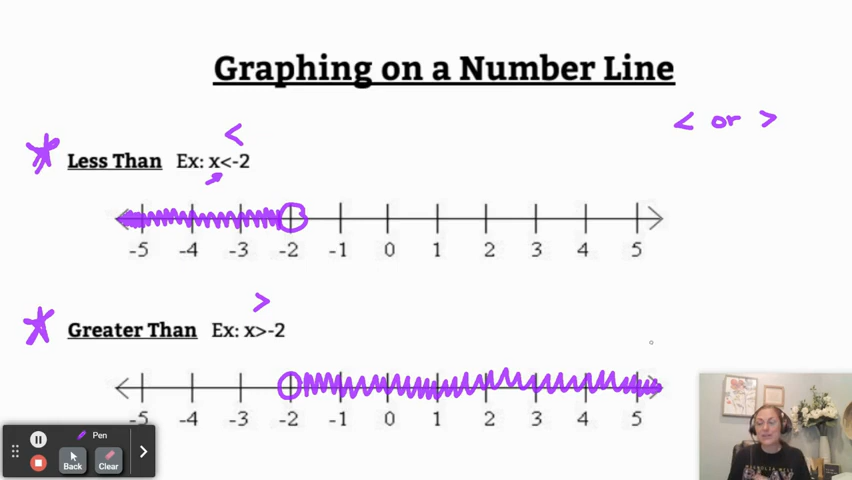 Graphing on a Number Line
< or >
<
Less Than Ex: x<-2
-5 -4 -3 -2 -1 0 1 2 3 4 5
>
Greater Than Ex: x>-2
-5 -4 -3 -2 -1 0 1 2 3 4 5
Pen
Back Clear